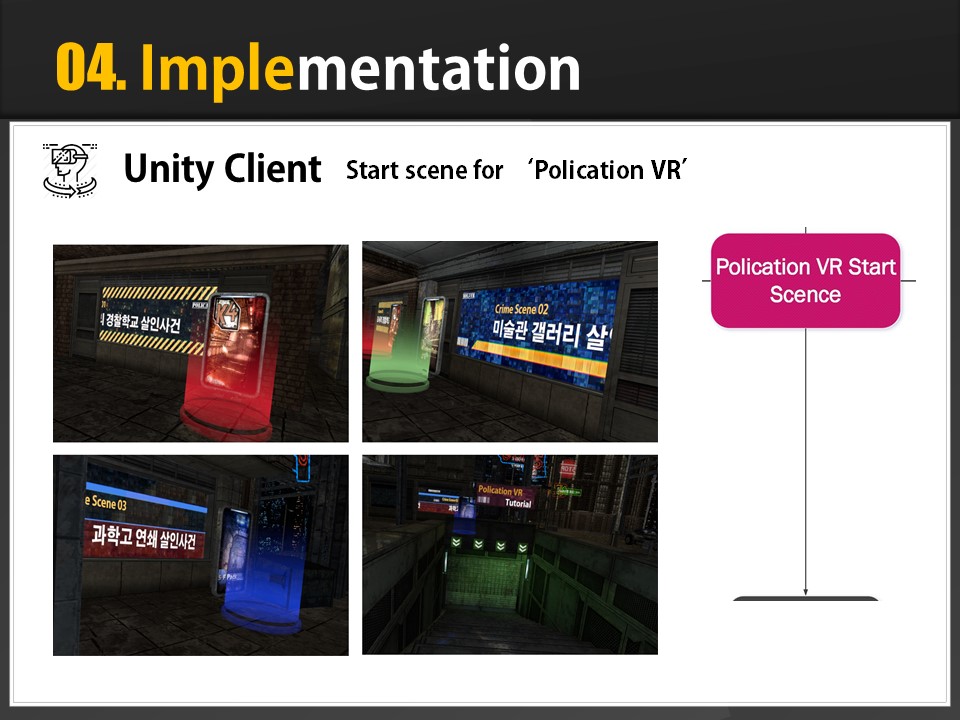 04. Implementation
Unity Client
Start scene for ´Polication VR´
POLICE
경찰학교 살인사건
24
Crime Scene 02
미술관 갤러리
e Scene 03
과학고 연쇄 살인사건
Polication VR
Tutorial
Polication VR Start
Scence